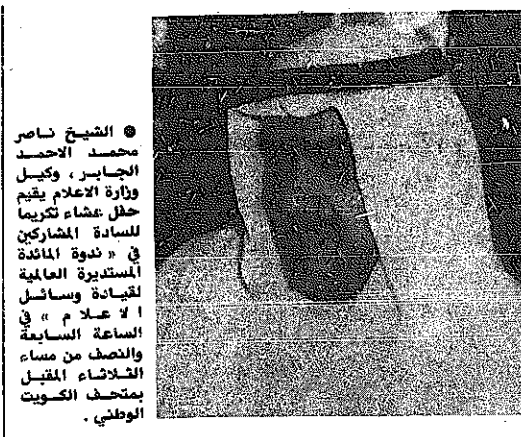 ● الشيخ ناصر
محمد الاحمد
الجابر ، وكيل
وزارة الاعلام يقيم
حفل عشاء تكريما
للسادة المشاركين
في « ندوة المائدة
المستديرة العالمية
لقيادة وسائل
الاعلام » في
الساعة السابعة
والنصف من مساء
الثلاثاء المقبل
بمتحف الكويت
الوطني .